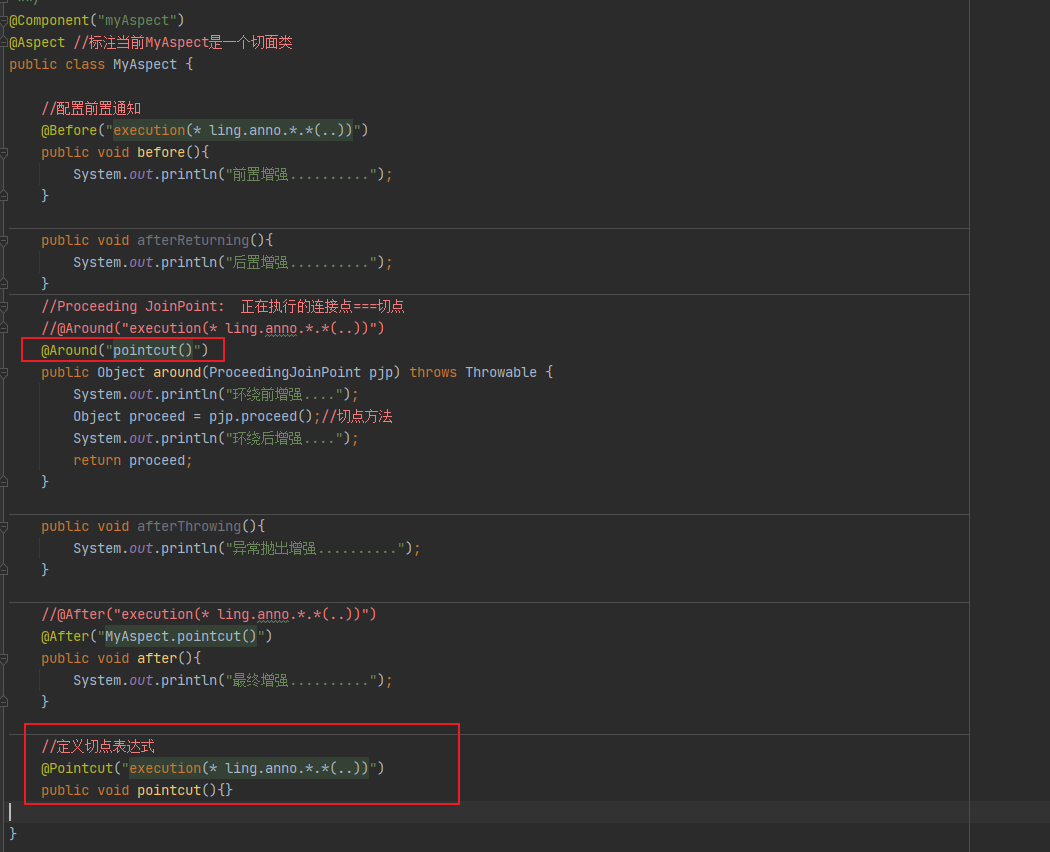 @Component("myAspect")
@Aspect //标注当前MyAspect是一个切面类
public class MyAspect {
//配置前置通知
@Before("execution(* ling.anno.*.*(..))")
public void before(){
System.out.println("前置增强..........");
}
public void afterReturning(){
System.out.println("后置增强..........");
}
//Proceeding JoinPoint:  正在执行的连接点===切点
//@Around("execution(* ling.anno.*.*(..))")
@Around("pointcut()")
public Object around(ProceedingJoinPoint pjp) throws Throwable {
System.out.println("环绕前增强....");
Object proceed = pjp.proceed();//切点方法
System.out.println("环绕后增强....");
return proceed;
}
public void afterThrowing(){
System.out.println("异常抛出增强..........");
}
//@After("execution(* ling.anno.*.*(..))")
@After("MyAspect.pointcut()")
public void after(){
System.out.println("最终增强..........");
}
//定义切点表达式
@Pointcut("execution(* ling.anno.*.*(..))")
public void pointcut(){}
}